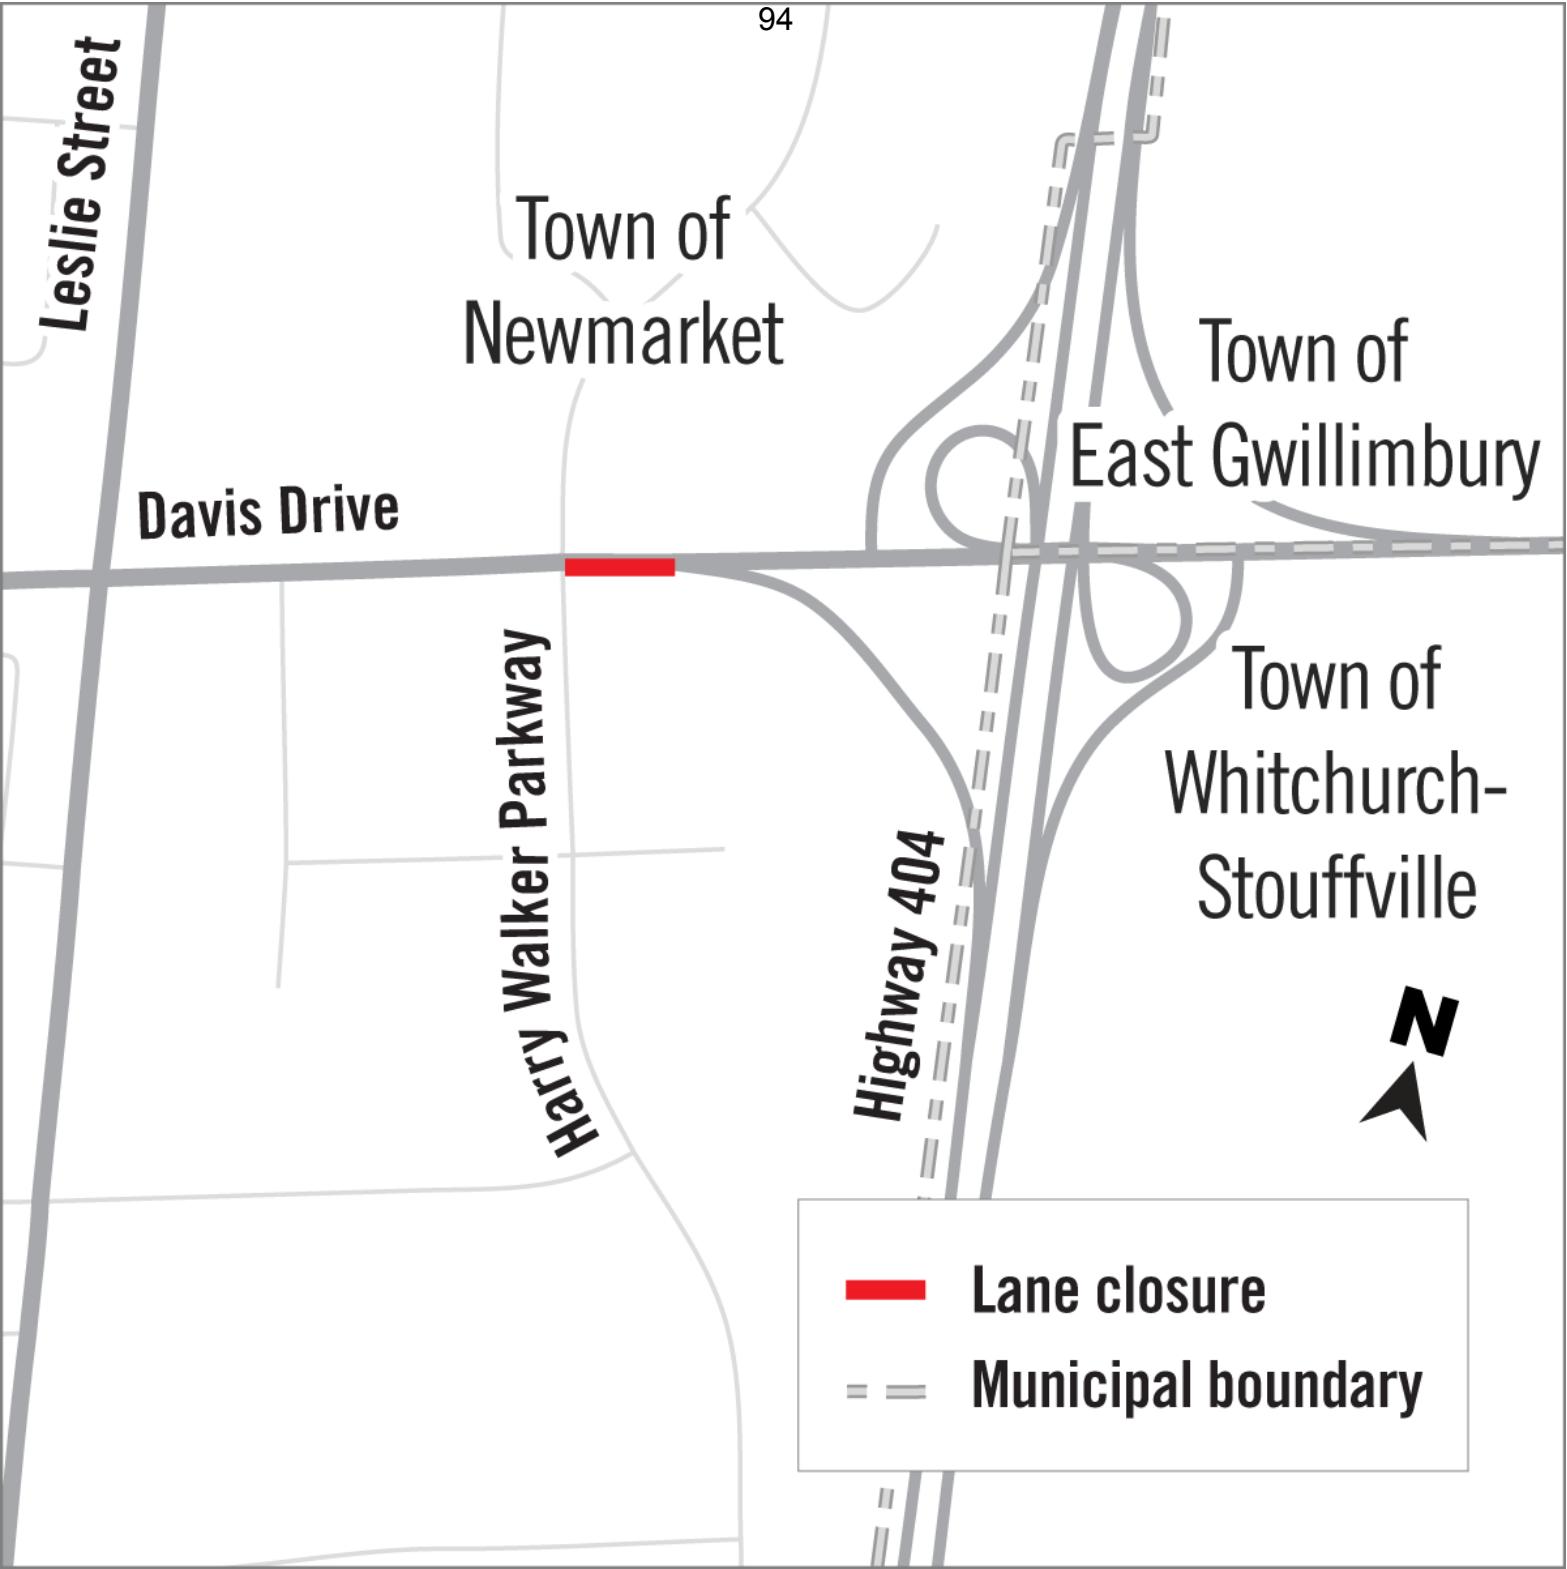 94
Leslie Street
Town of
Newmarket
Town of
East Gwillimbury
Davis Drive
Harry Walker Parkway
Town of
Whitchurch-
Stouffville
Highway 404
N
Lane closure
Municipal boundary